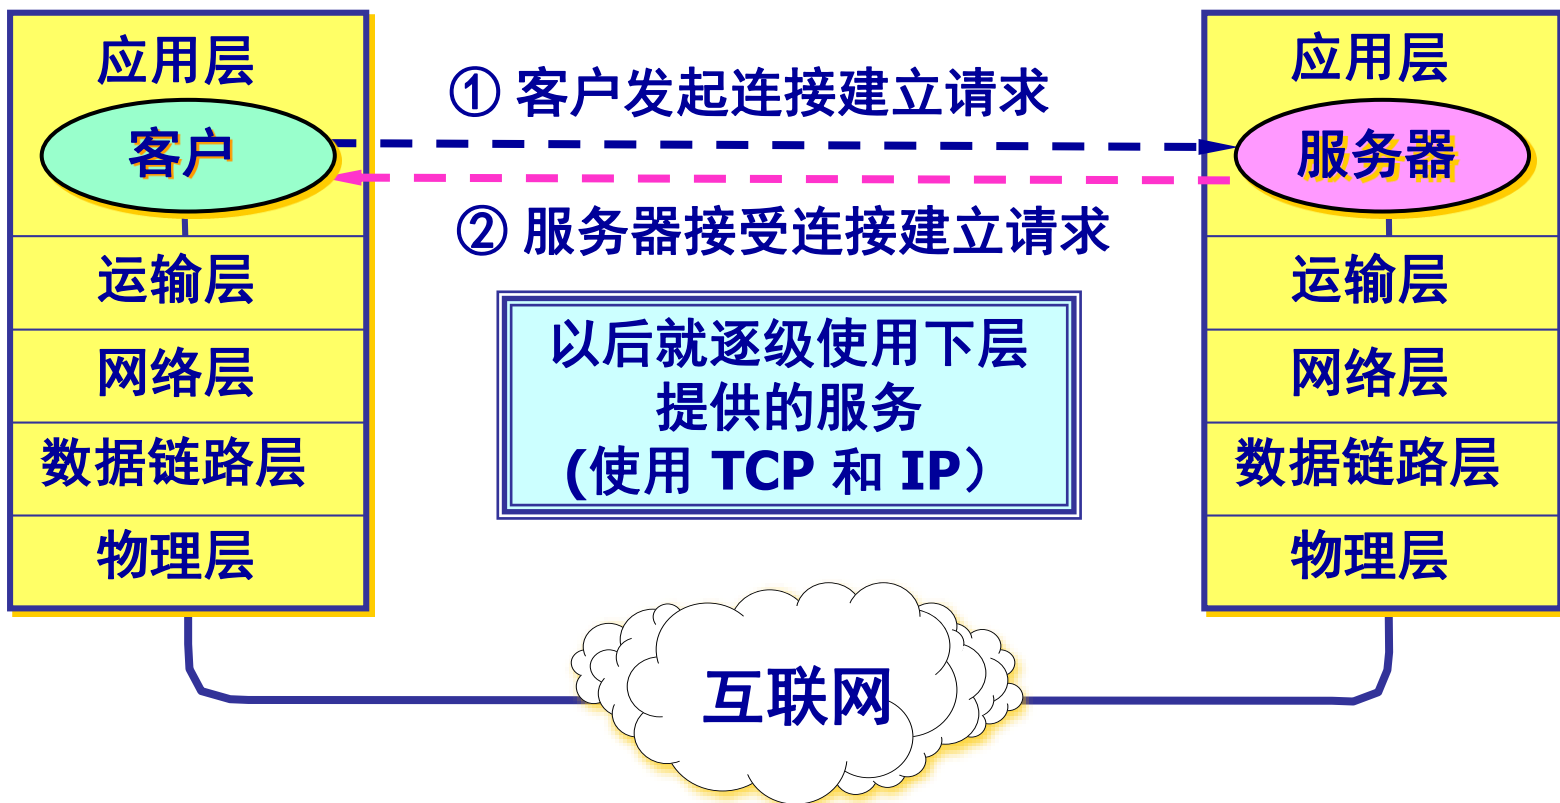 应用层
客户
运输层
网络层
数据链路层
物理层
① 客户发起连接建立请求
② 服务器接受连接建立请求
以后就逐级使用下层
提供的服务
(使用 TCP 和 IP）
互联网
应用层
服务器
运输层
网络层
数据链路层
物理层